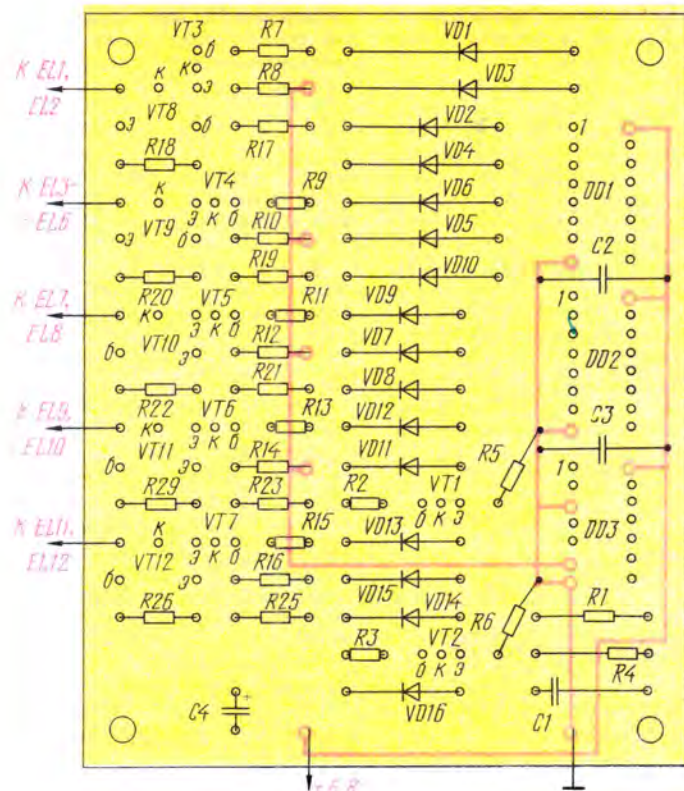 VT3 б R7 VD1
К EL1, EL2
К К Э R8 VD3
VT8 Э б R17 VD2 1
R18 VD4
К EL3- -EL6
К VT4 R9 VD6 DD1
VT9 Э б Э К б R10 VD5
C2
R19 VD10
К EL7, EL8
R20 К VT5 Э К б R11 VD9 1
VT10 б Э R12 VD7 DD2
R21 VD8
К EL9, EL10
R22 К VT6 Э К б R13 VD12 C3
VT11 б Э R14 VD11 R5 1
R29 R23 R2 VT1 б К Э
К EL11, EL12
К VT7 Э К б R15 VD13 DD3
VT12 б Э R16 VD15 VD14 R6 R1
R26 R25 R3 VT2 б К Э R4
C4 + VD16 C1